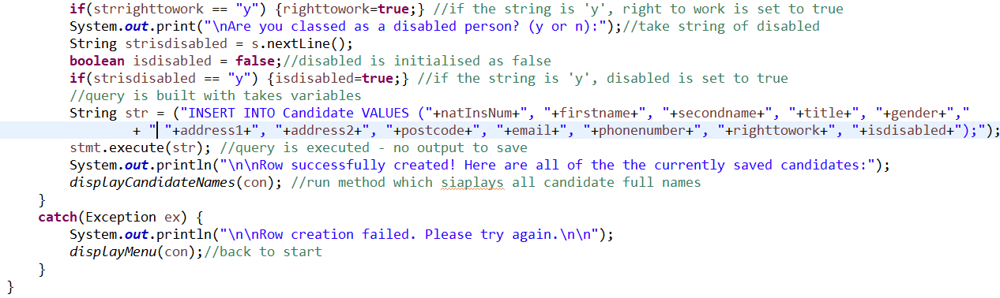 if(strrighttowork == "y") {righttowork=true;} //if the string is 'y', right to work is set to true
System.out.print("\nAre you classed as a disabled person? (y or n):");//take string of disabled
String strisdisabled = s.nextLine();
boolean isdisabled = false;//disabled is initialised as false
if(strisdisabled == "y") {isdisabled=true;} //if the string is 'y', disabled is set to true
//query is built with takes variables
String str = ("INSERT INTO Candidate VALUES ("+natInsNum+", "+firstname+", "+secondname+", "+title+", "+gender+","
+ " "+address1+", "+address2+", "+postcode+", "+email+", "+phonenumber+", "+righttowork+", "+isdisabled+");");
stmt.execute(str); //query is executed - no output to save
System.out.println("\n\nRow successfully created! Here are all of the the currently saved candidates:");
displayCandidateNames(con); //run method which siaplays all candidate full names
}
catch(Exception ex) {
System.out.println("\n\nRow creation failed. Please try again.\n\n");
displayMenu(con);//back to start
}
}